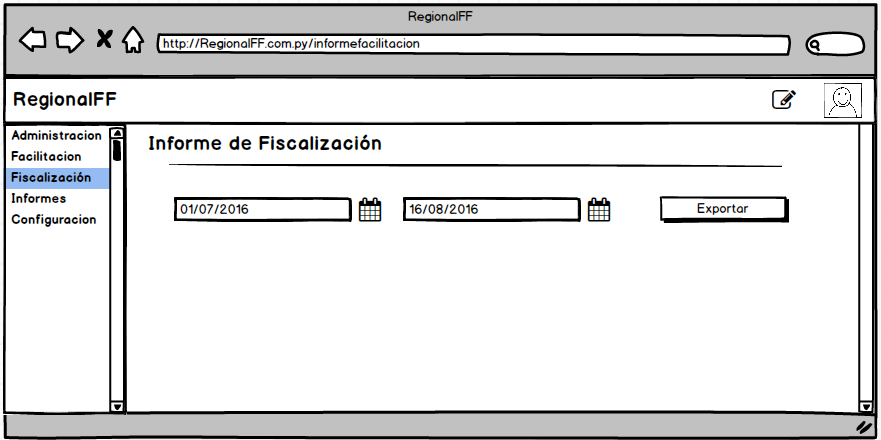 RegionalFF
http://RegionalFF.com.py/informefacilitacion
RegionalFF
Administracion
Facilitacion
Fiscalización
Informes
Configuracion
Informe de Fiscalización
01/07/2016
16/08/2016
Exportar